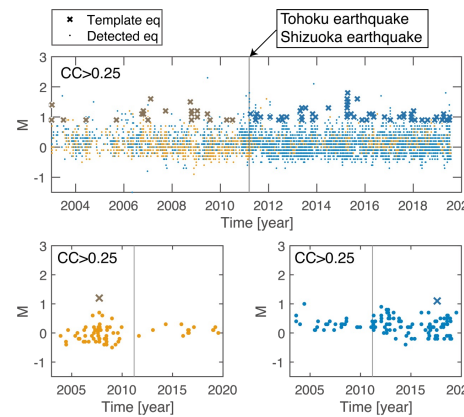 Template eq
Detected eq
Tohoku earthquake
Shizuoka earthquake
CC>0.25
3
2
1
0
-1
M
2004 2006 2008 2010 2012 2014 2016 2018 2020
Time [year]
CC>0.25
3
2
1
0
-1
M
2005 2010 2015 2020
Time [year]
CC>0.25
3
2
1
0
-1
M
2005 2010 2015 2020
Time [year]